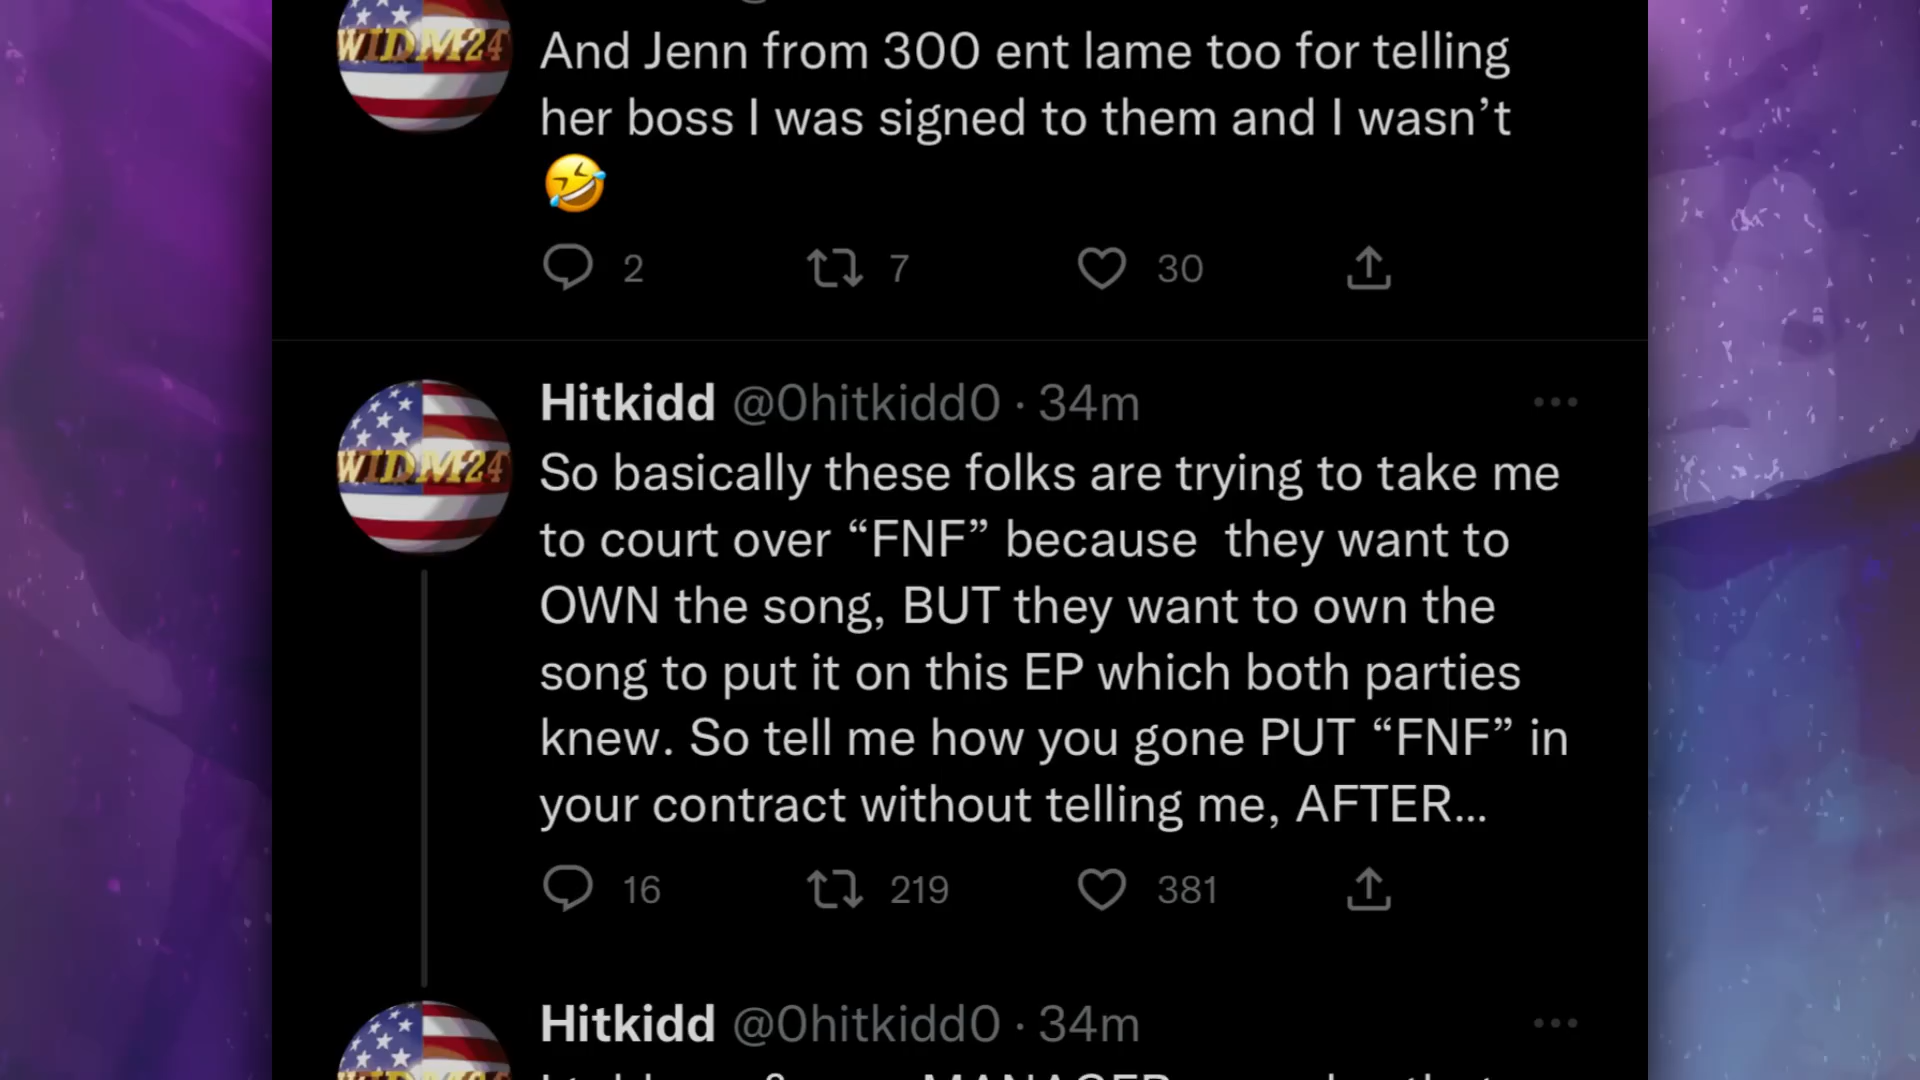 WIDM24
And Jenn from 300 ent lame too for telling
her boss I was signed to them and I wasn’t
🤣
2 7 30
Hitkidd @0hitkidd0 · 34m
WIDM24
So basically these folks are trying to take me
to court over “FNF” because they want to
OWN the song, BUT they want to own the
song to put it on this EP which both parties
knew. So tell me how you gone PUT “FNF” in
your contract without telling me, AFTER...
16 219 381
Hitkidd @0hitkidd0 · 34m
MANAGER